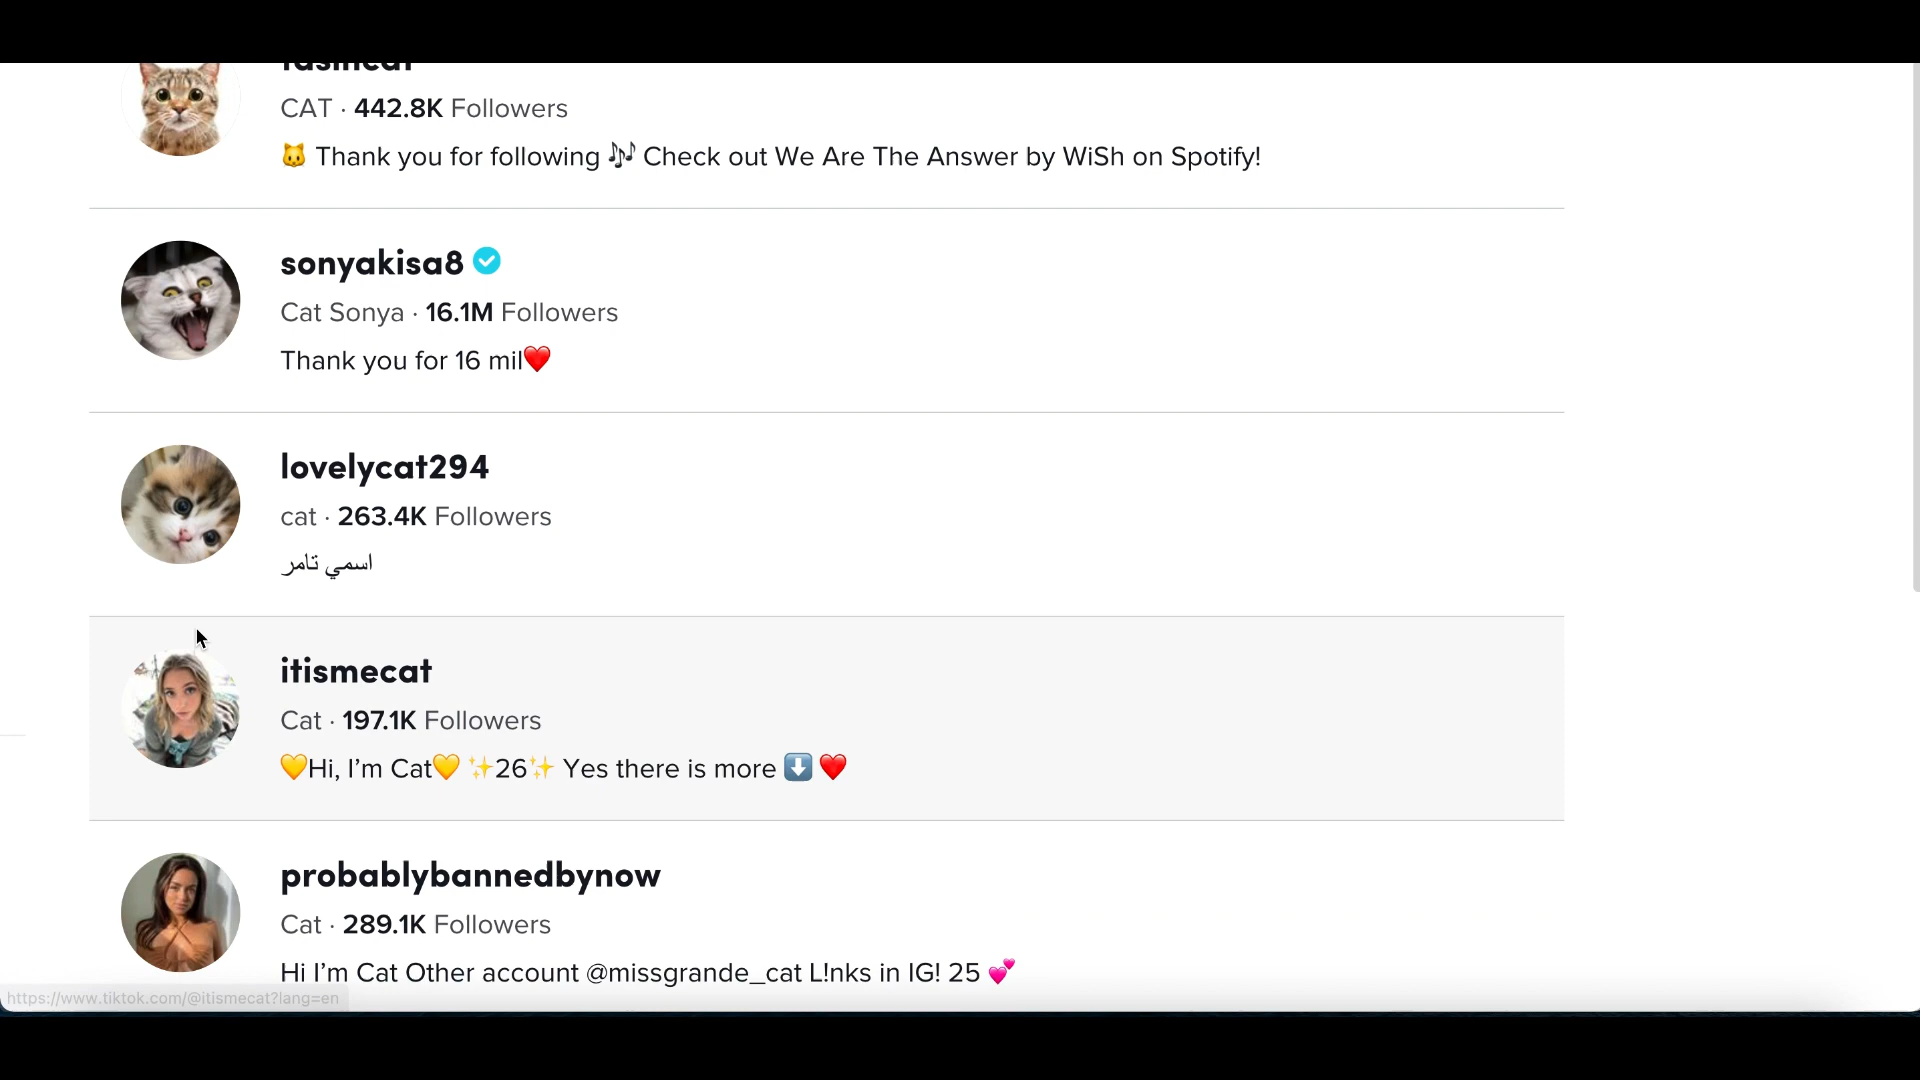 CAT · 442.8K Followers
🐱 Thank you for following 🎶 Check out We Are The Answer by WiSh on Spotify!
sonyakisa8
Cat Sonya · 16.1M Followers
Thank you for 16 mil❤️
lovelycat294
cat · 263.4K Followers
اسمي تامر
itismecat
Cat · 197.1K Followers
💛Hi, I’m Cat💛 ✨26✨ Yes there is more ⬇️ ❤️
probablybannedbynow
Cat · 289.1K Followers
Hi I’m Cat Other account @missgrande_cat L!nks in IG! 25 💕
https://www.tiktok.com/@itismecat?lang=en